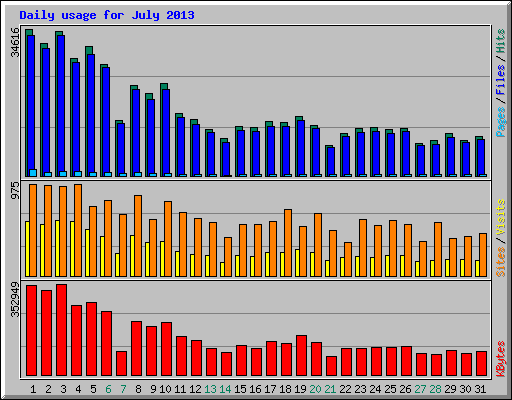 Daily usage for July 2013
34616
Pages / Files / Hits
975
Sites / Visits
352949
KBytes
1 2 3 4 5 6 7 8 9 10 11 12 13 14 15 16 17 18 19 20 21 22 23 24 25 26 27 28 29 30 31